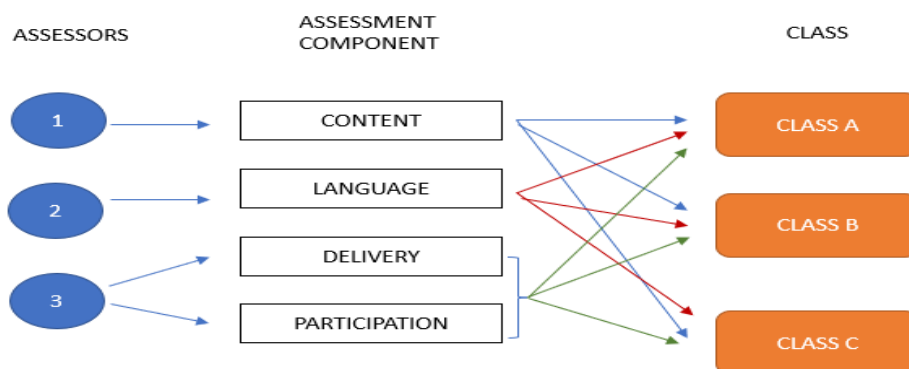 ASSESSORS
ASSESSMENT
COMPONENT
CLASS
1
CONTENT
CLASS A
2
LANGUAGE
CLASS B
DELIVERY
3
PARTICIPATION
CLASS C